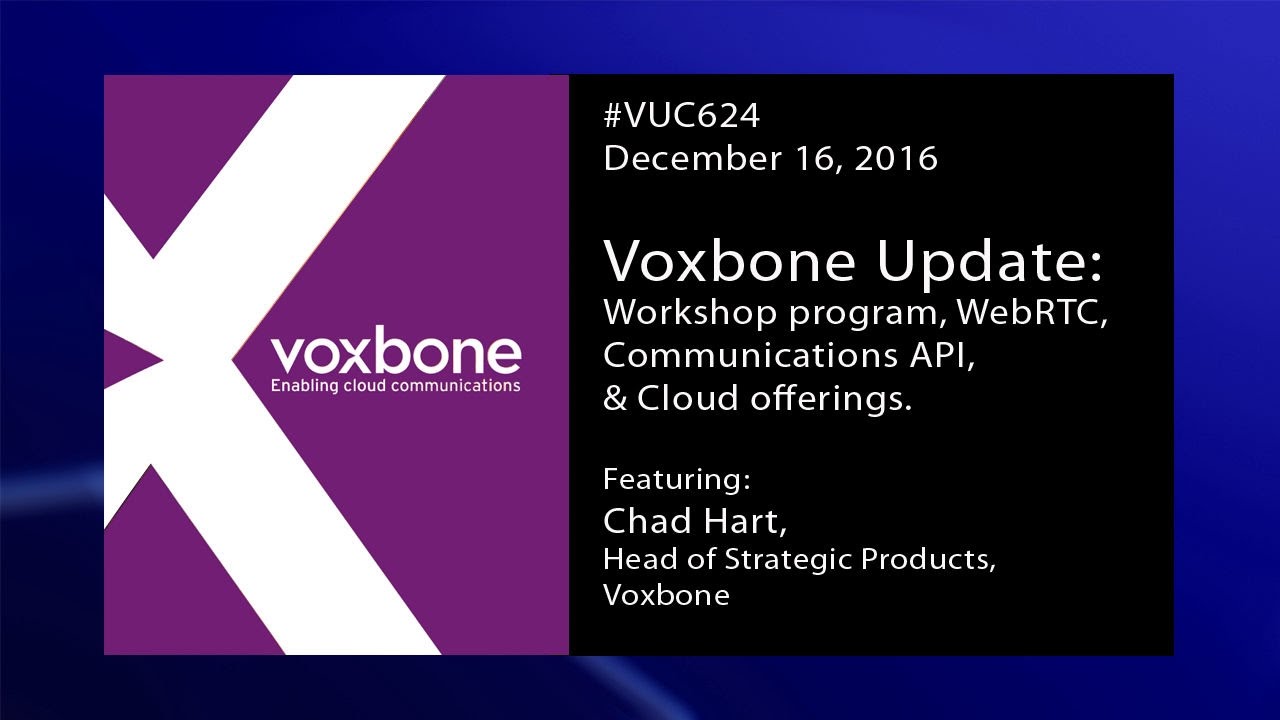 voxbone
Enabling cloud communications
#VUC624
December 16, 2016
Voxbone Update:
Workshop program, WebRTC,
Communications API,
& Cloud offerings.
Featuring:
Chad Hart,
Head of Strategic Products,
Voxbone